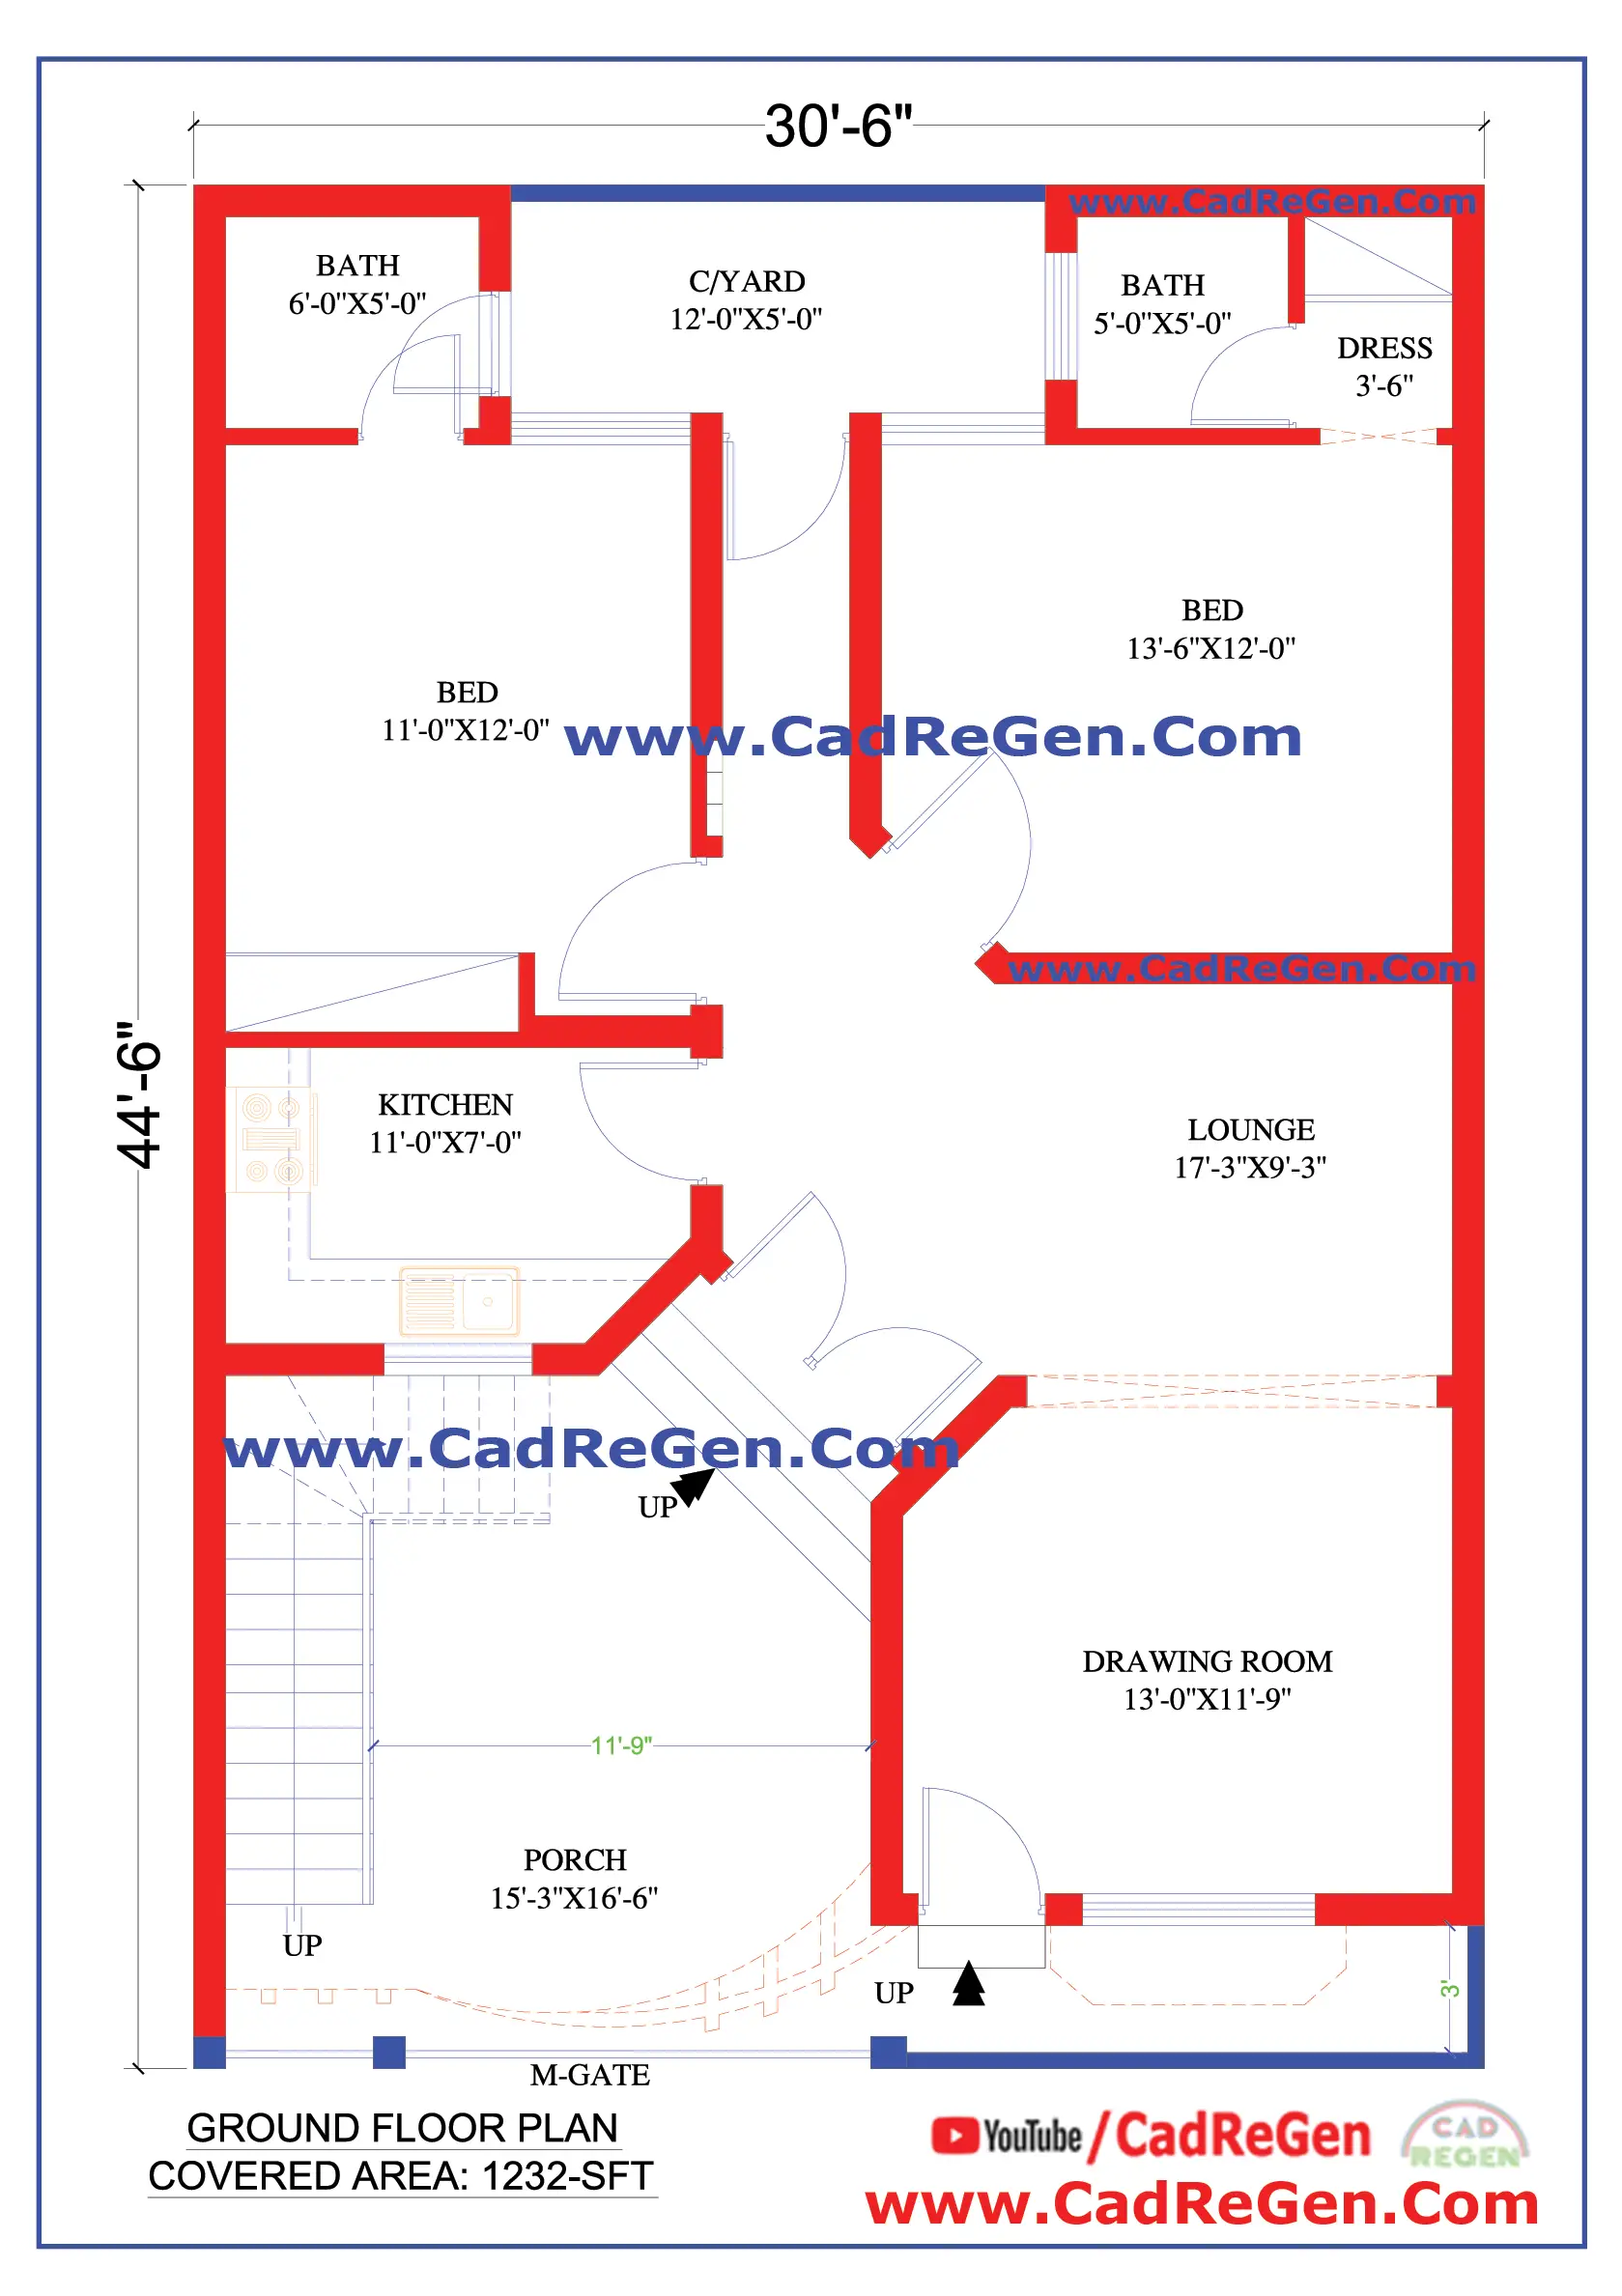 30'-6"
www.CadReGen.Com
BATH
6'-0"X5'-0"
C/YARD
12'-0"X5'-0"
BATH
5'-0"X5'-0"
DRESS
3'-6"
BED
13'-6"X12'-0"
BED
11'-0"X12'-0"
www.CadReGen.Com
www.CadReGen.Com
44'-6"
KITCHEN
11'-0"X7'-0"
LOUNGE
17'-3"X9'-3"
www.CadReGen.Com
UP
DRAWING ROOM
13'-0"X11'-9"
11'-9"
PORCH
15'-3"X16'-6"
UP
UP
3'
M-GATE
GROUND FLOOR PLAN
COVERED AREA: 1232-SFT
YouTube/CadReGen
CAD
REGEN
www.CadReGen.Com